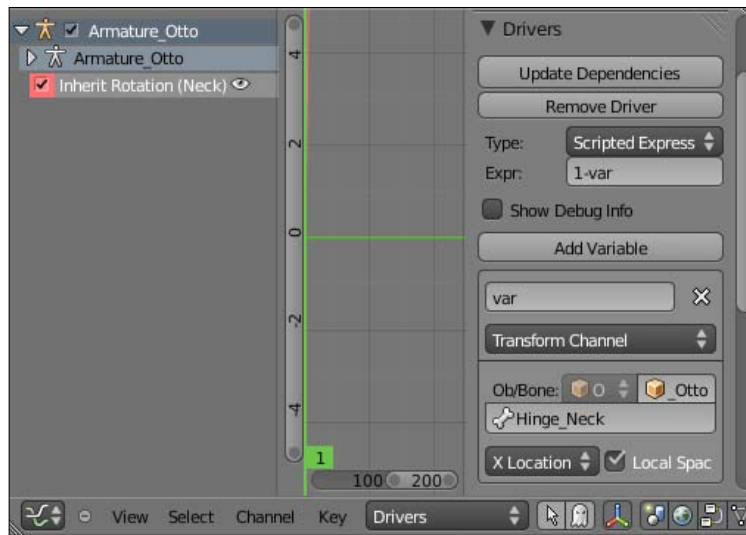 Armature_Otto
Armature_Otto
Inherit Rotation (Neck)
4
2
0
-2
-4
1
100
200
Drivers
Update Dependencies
Remove Driver
Type:
Scripted Express
Expr:
1-var
Show Debug Info
Add Variable
var
Transform Channel
Ob/Bone:
O
_Otto
Hinge_Neck
X Location
Local Spac
View
Select
Channel
Key
Drivers